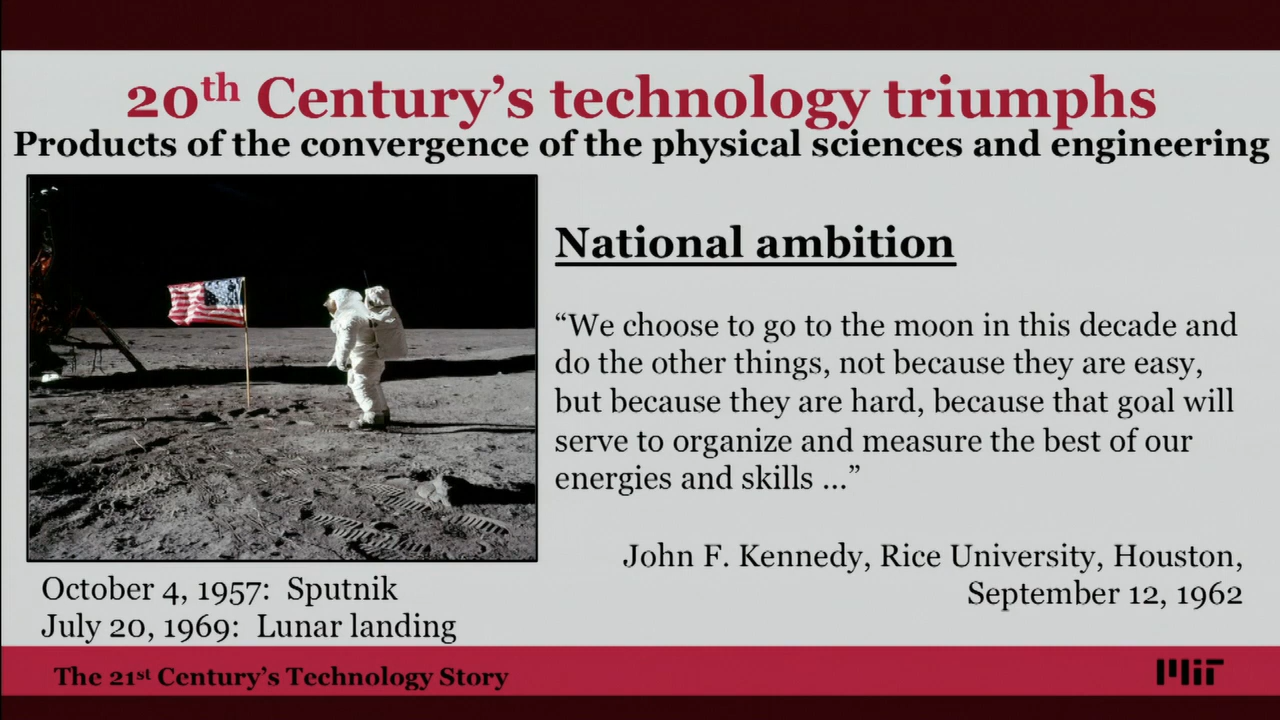 20th Century's technology triumphs
Products of the convergence of the physical sciences and engineering
National ambition
“We choose to go to the moon in this decade and
do the other things, not because they are easy,
but because they are hard, because that goal will
serve to organize and measure the best of our
energies and skills ...”
John F. Kennedy, Rice University, Houston,
September 12, 1962
October 4, 1957:  Sputnik
July 20, 1969:  Lunar landing
The 21st Century's Technology Story
MIT